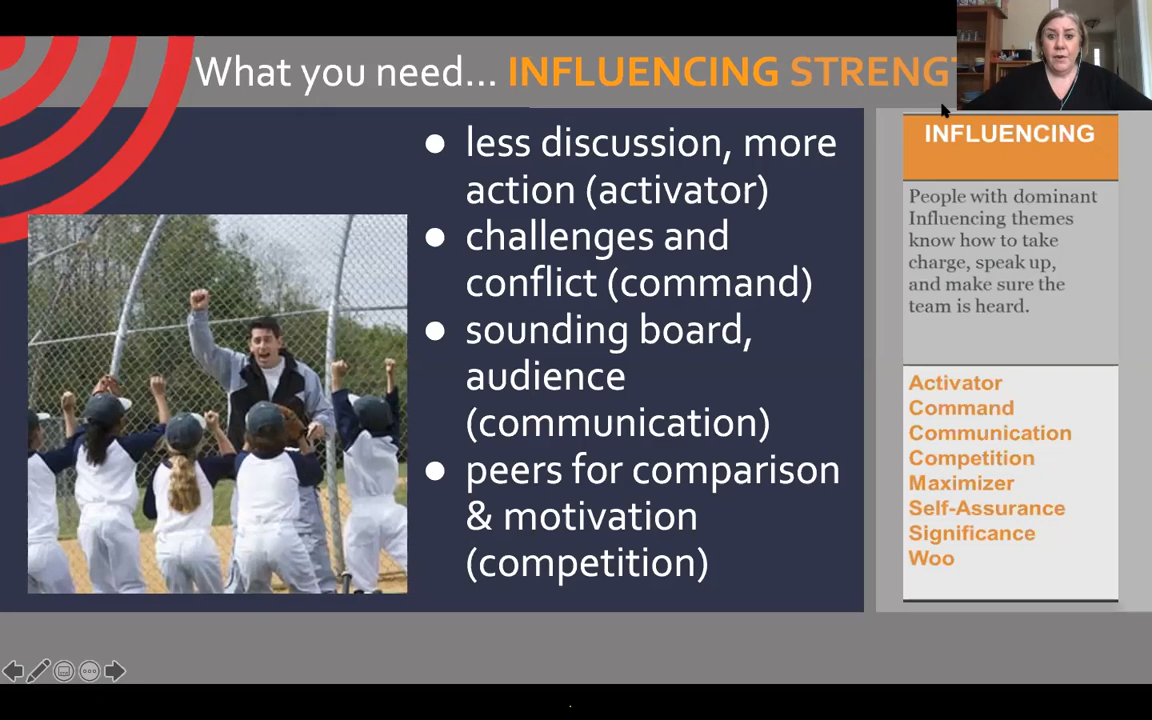 What you need... INFLUENCING STRENG
● less discussion, more
action (activator)
● challenges and
conflict (command)
● sounding board,
audience
(communication)
● peers for comparison
& motivation
(competition)
INFLUENCING
People with dominant
Influencing themes
know how to take
charge, speak up,
and make sure the
team is heard.
Activator
Command
Communication
Competition
Maximizer
Self-Assurance
Significance
Woo